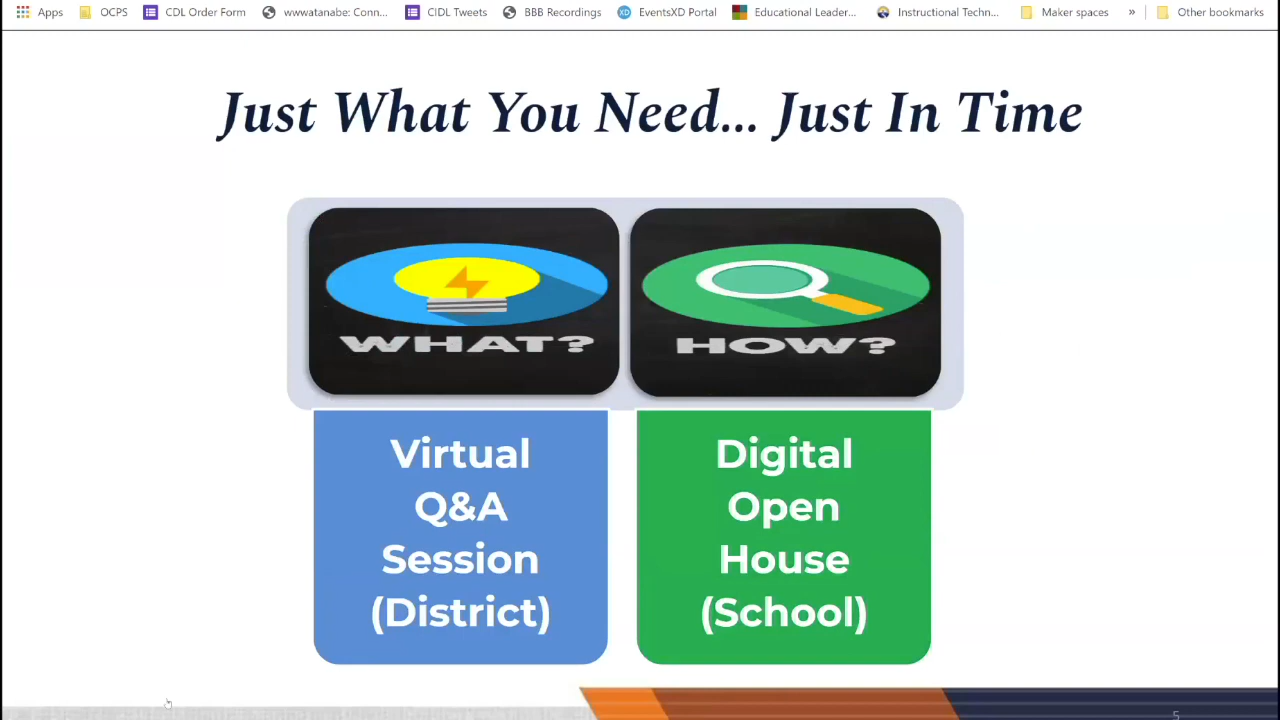 Apps OCPS CDL Order Form wwwatanabe: Conn... CIDL Tweets BBB Recordings EventsXD Portal Educational Leader... Instructional Techn... Maker spaces » Other bookmarks
Just What You Need... Just In Time
WHAT? HOW?
Virtual
Q&A
Session
(District)
Digital
Open
House
(School)
5